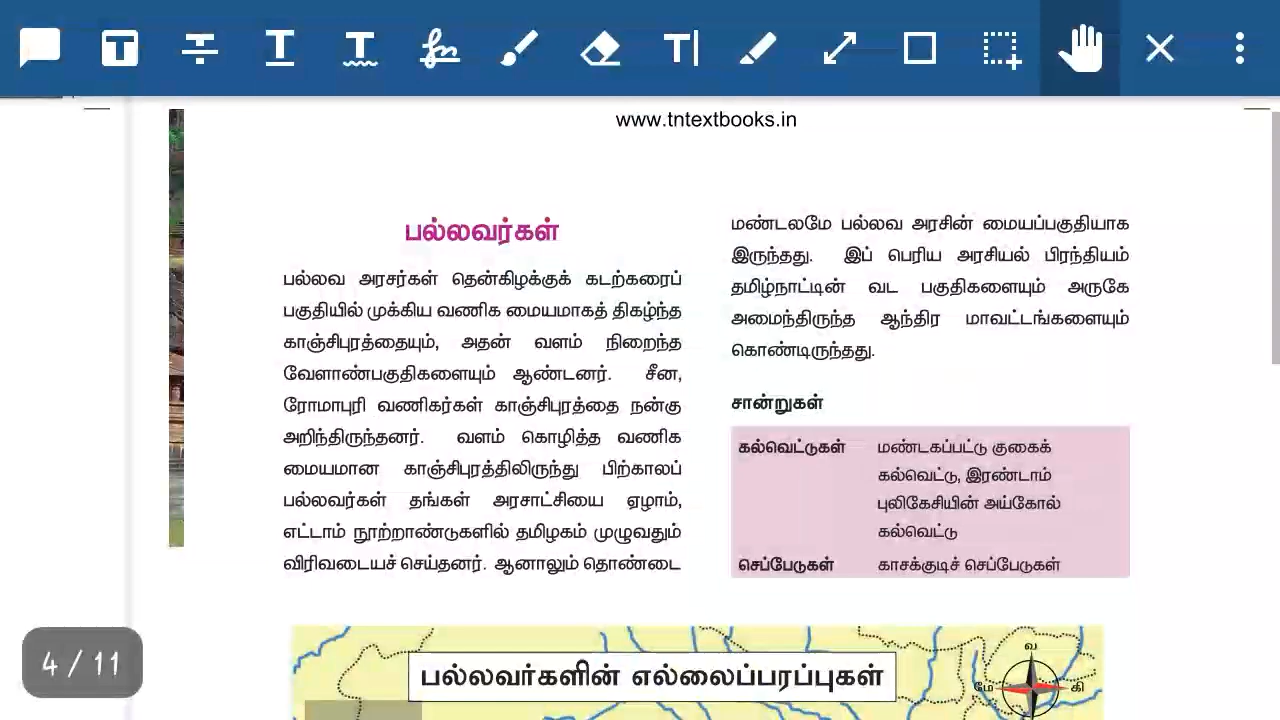 www.tntextbooks.in
பல்லவர்கள்
பல்லவ அரசர்கள் தென்கிழக்குக் கடற்கரைப்
பகுதியில் முக்கிய வணிக மையமாகத் திகழ்ந்த
காஞ்சிபுரத்தையும், அதன் வளம் நிறைந்த
வேளாண்பகுதிகளையும் ஆண்டனர். சீன,
ரோமாபுரி வணிகர்கள் காஞ்சிபுரத்தை நன்கு
அறிந்திருந்தனர். வளம் கொழித்த வணிக
மையமான காஞ்சிபுரத்திலிருந்து பிற்காலப்
பல்லவர்கள் தங்கள் அரசாட்சியை ஏழாம்,
எட்டாம் நூற்றாண்டுகளில் தமிழகம் முழுவதும்
விரிவடையச் செய்தனர். ஆனாலும் தொண்டை
மண்டலமே பல்லவ அரசின் மையப்பகுதியாக
இருந்தது. இப் பெரிய அரசியல் பிரந்தியம்
தமிழ்நாட்டின் வட பகுதிகளையும் அருகே
அமைந்திருந்த ஆந்திர மாவட்டங்களையும்
கொண்டிருந்தது.
சான்றுகள்
கல்வெட்டுகள் மண்டகப்பட்டு குகைக்
கல்வெட்டு, இரண்டாம்
புலிகேசியின் அய்கோல்
கல்வெட்டு
செப்பேடுகள் காசக்குடிச் செப்பேடுகள்
4 / 11
பல்லவர்களின் எல்லைப்பரப்புகள்
வ
மே கி